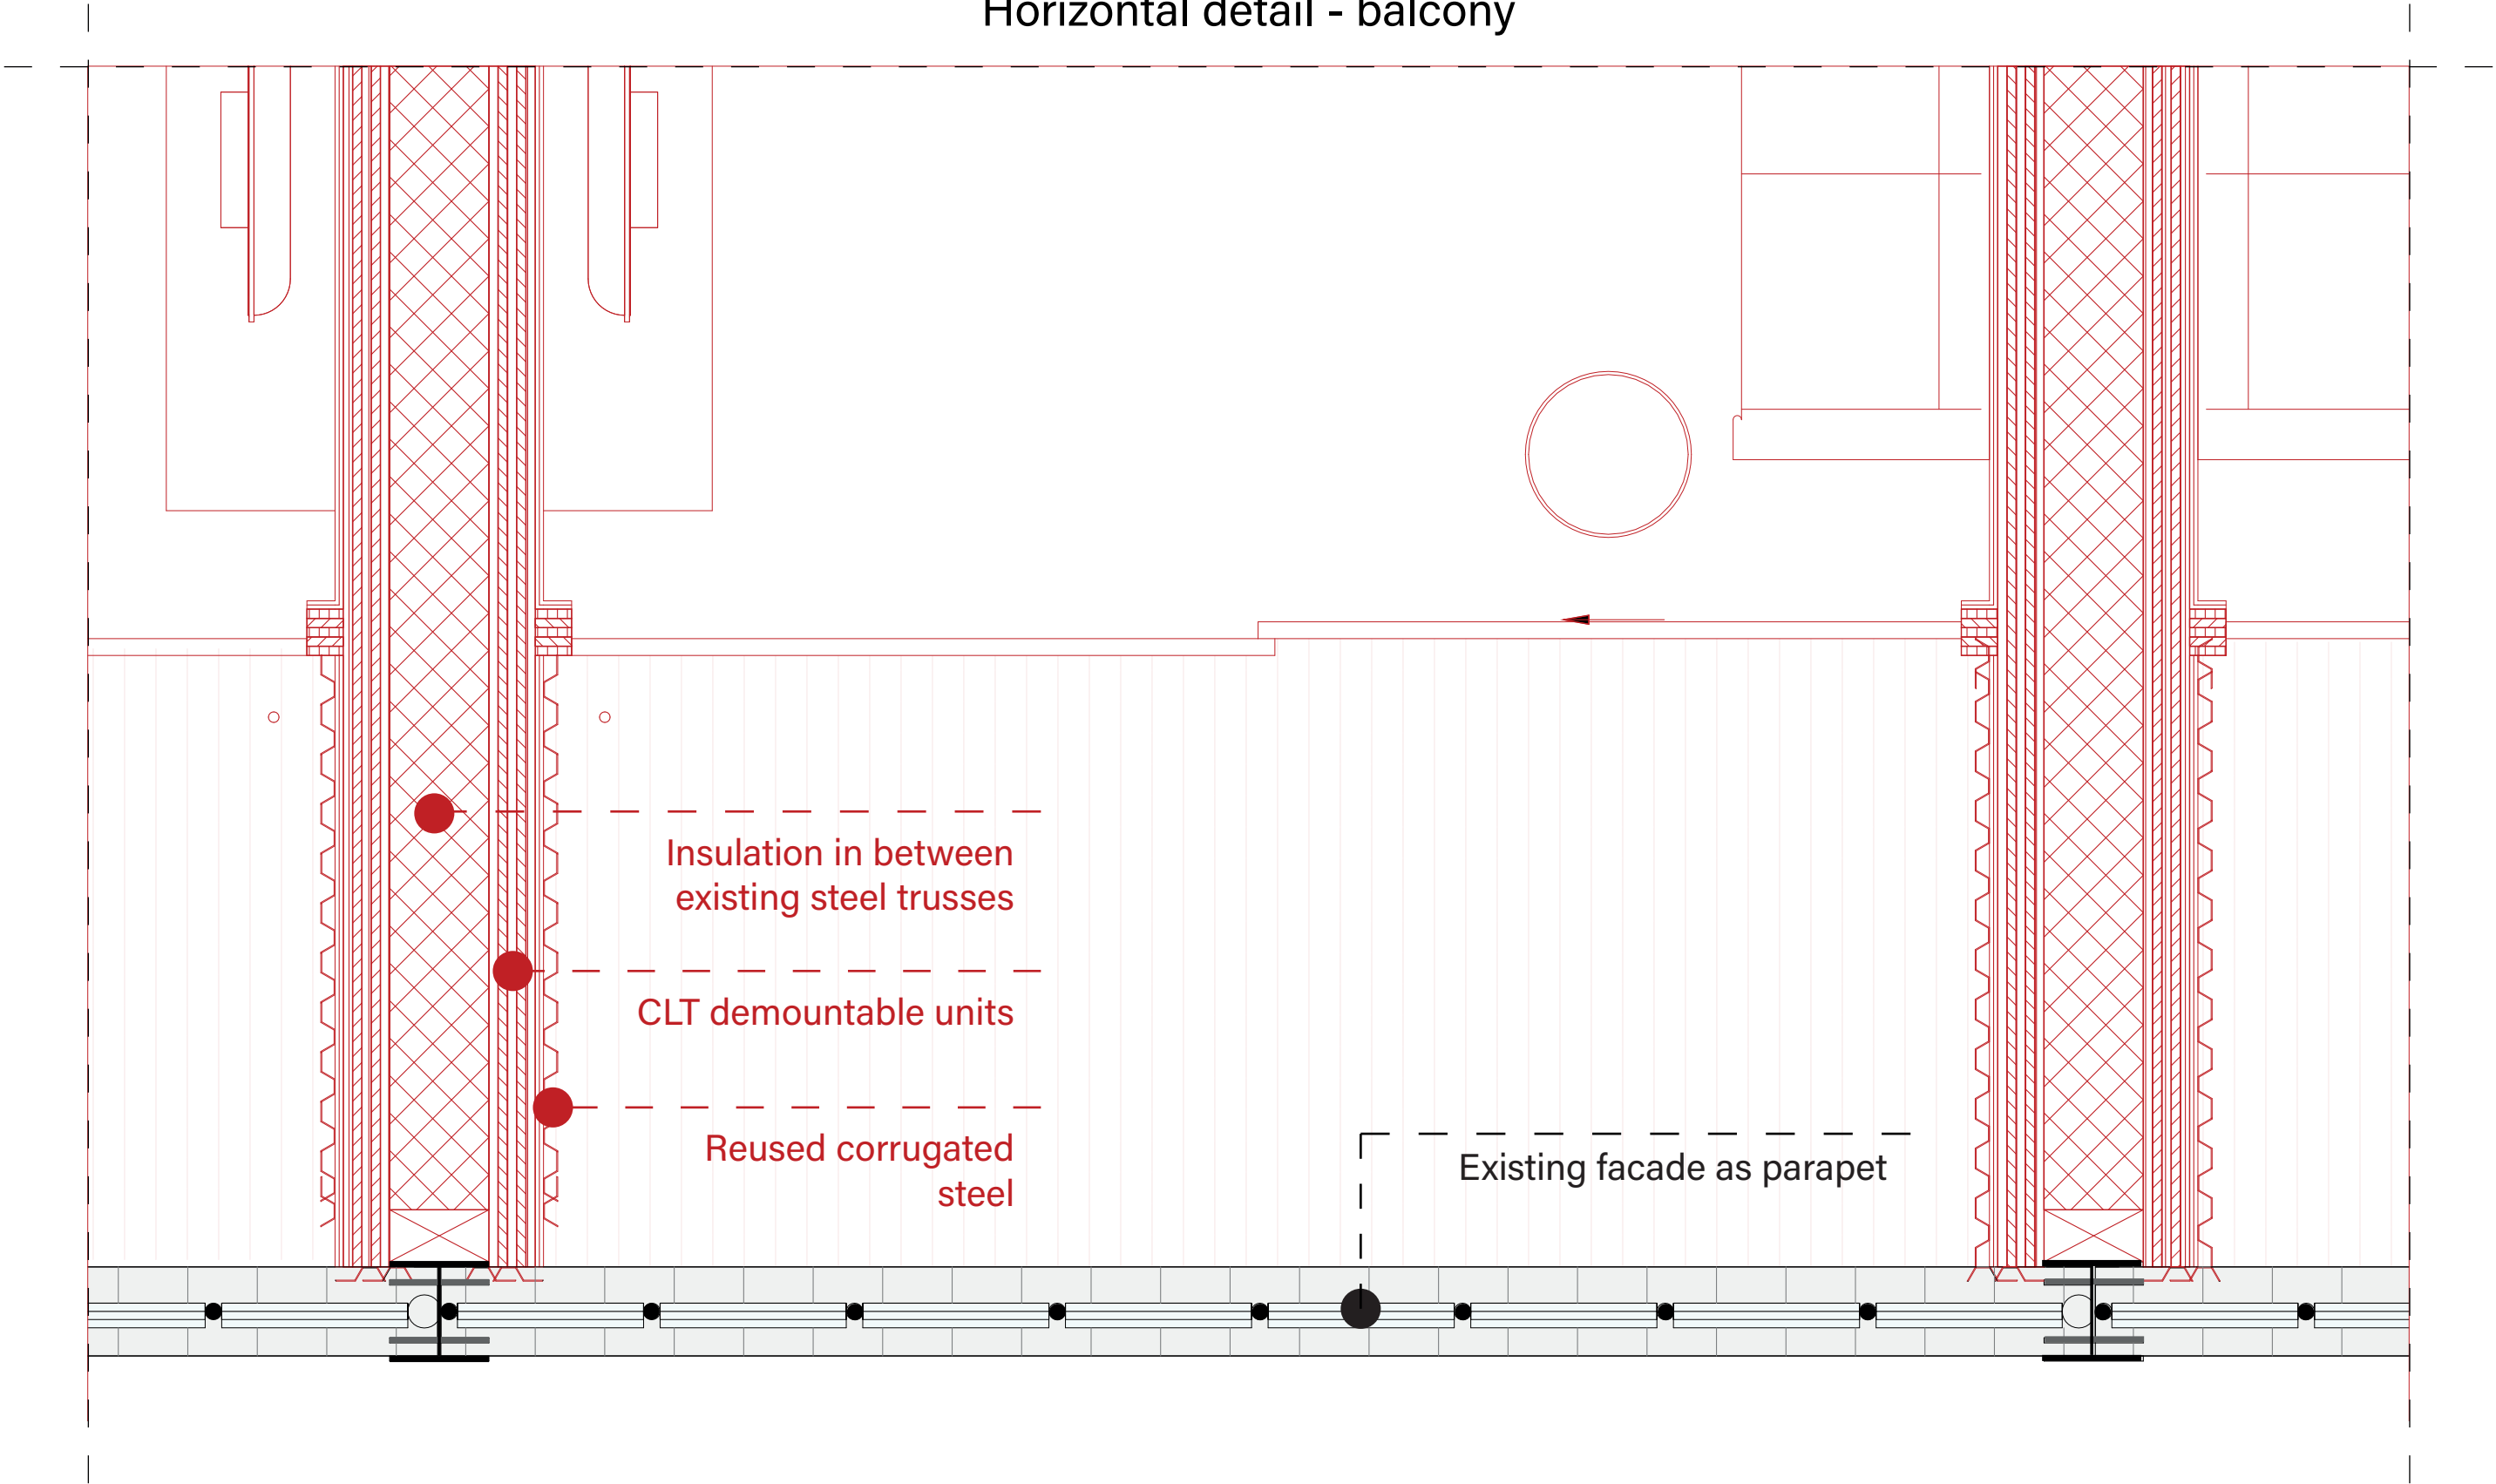 Horizontal detail - balcony
Insulation in between
existing steel trusses
CLT demountable units
Reused corrugated
steel
Existing facade as parapet